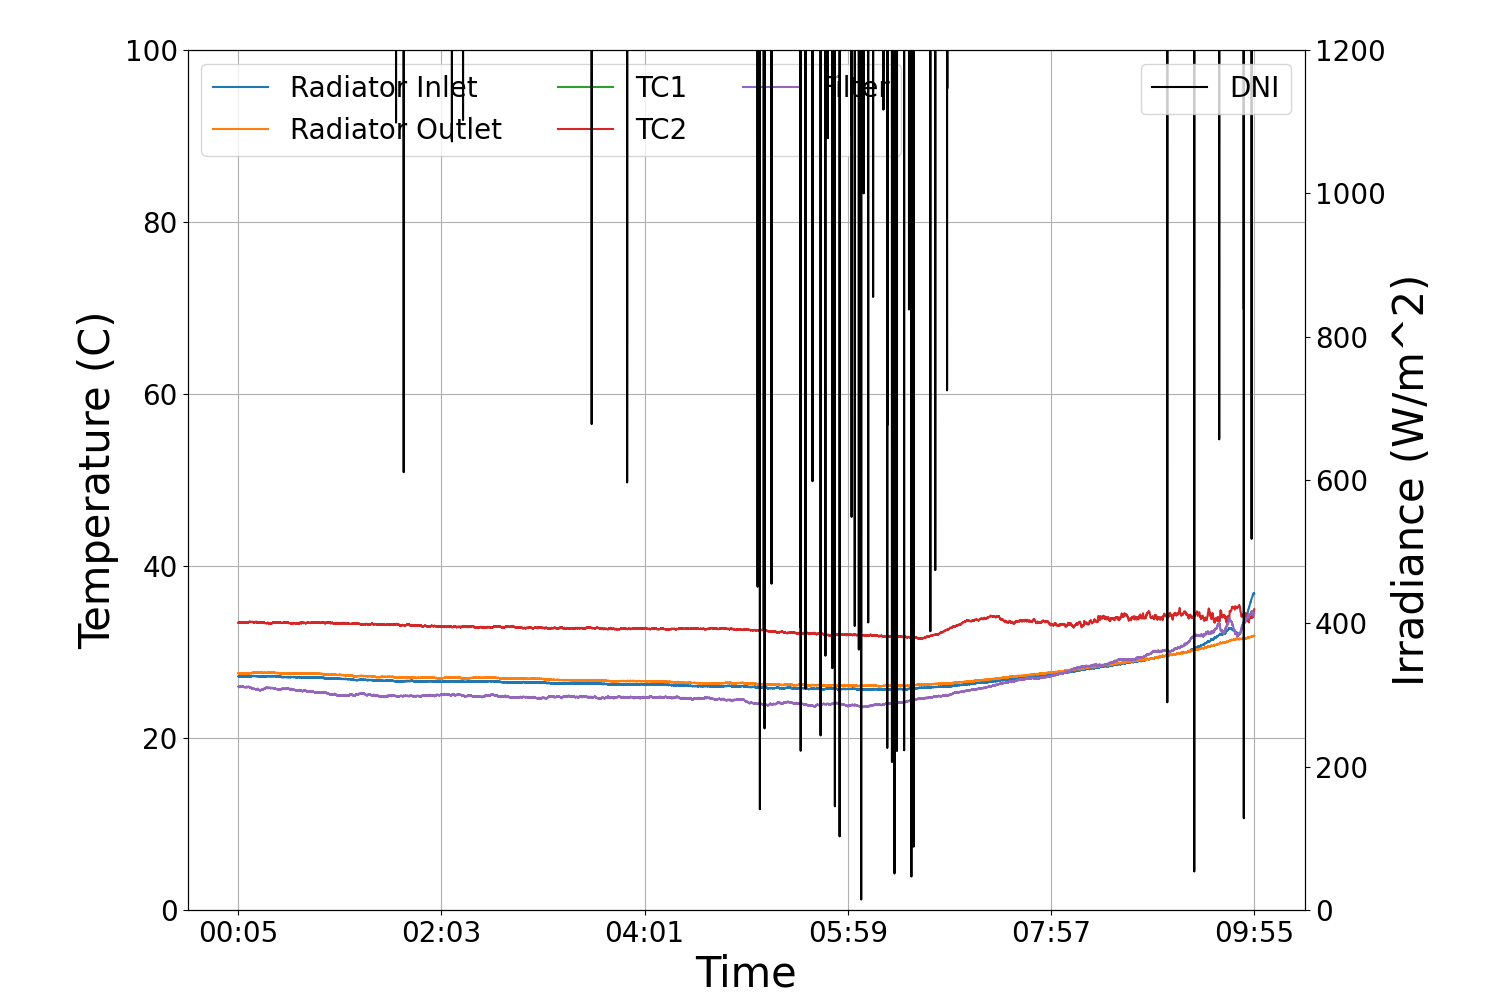 100
80
60
40
20
0
Temperature (C)
Radiator Inlet
Radiator Outlet
TC1
TC2
Filter
DNI
1200
1000
800
600
400
200
0
Irradiance (W/m^2)
00:05 02:03 04:01 05:59 07:57 09:55
Time